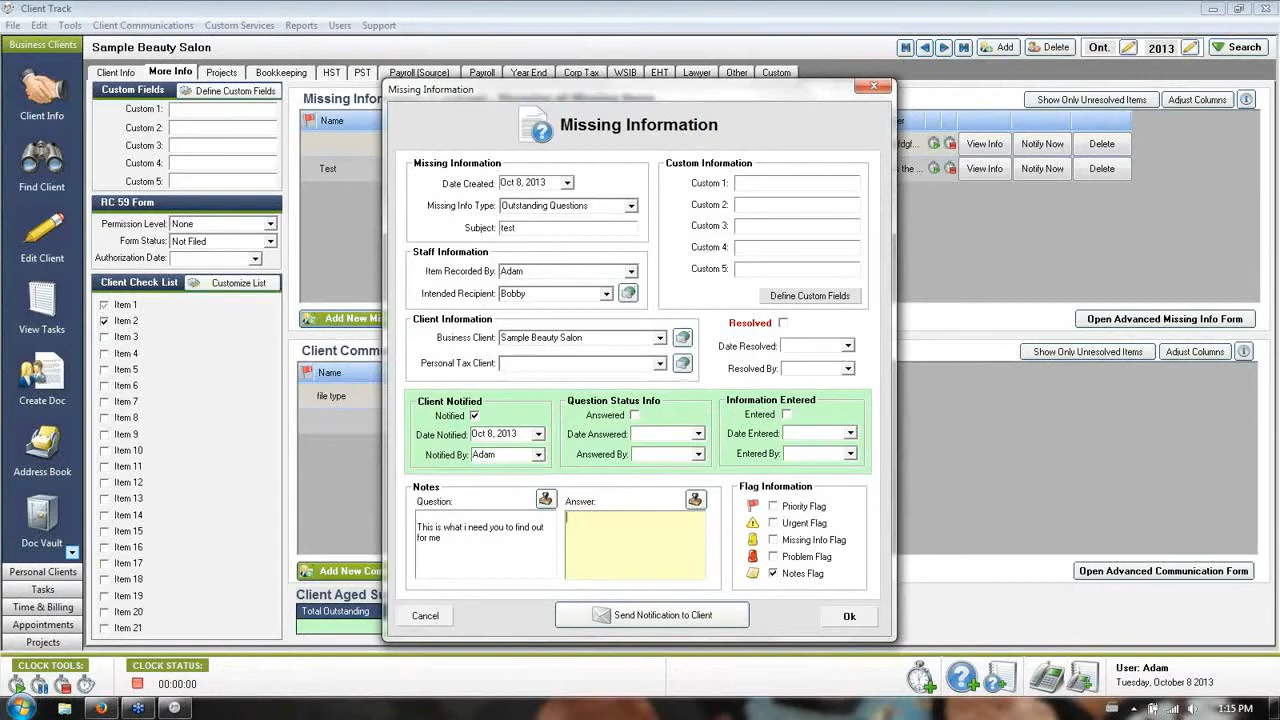 Client Track
File Edit Tools Client Communications Custom Services Reports Users Support
Business Clients
Sample Beauty Salon
Add
Delete
Ont.
2013
Search
Client Info
More Info
Projects
Bookkeeping
HST
PST
Payroll (Source)
Payroll
Year End
Corp Tax
WSIB
EHT
Lawyer
Other
Custom
Client Info
Find Client
Edit Client
View Tasks
Create Doc
Address Book
Doc Vault
Personal Clients
Tasks
Time & Billing
Appointments
Projects
Custom Fields
Define Custom Fields
Custom 1:
Custom 2:
Custom 3:
Custom 4:
Custom 5:
RC 59 Form
Permission Level: None
Form Status: Not Filed
Authorization Date:
Client Check List
Customize List
Item 1
Item 2
Item 3
Item 4
Item 5
Item 6
Item 7
Item 8
Item 9
Item 10
Item 11
Item 12
Item 13
Item 14
Item 15
Item 16
Item 17
Item 18
Item 19
Item 20
Item 21
Missing
Name
Test
Add New
Client
Name
file type
Add New
Client Aged
Total Outstanding
Missing Information
Missing Information
Missing Information
Date Created: Oct 8, 2013
Missing Info Type: Outstanding Questions
Subject: test
Staff Information
Item Recorded By: Adam
Intended Recipient: Bobby
Custom Information
Custom 1:
Custom 2:
Custom 3:
Custom 4:
Custom 5:
Define Custom Fields
Client Information
Business Client: Sample Beauty Salon
Personal Tax Client:
Resolved
Date Resolved:
Resolved By:
Client Notified
Notified
Date Notified: Oct 8, 2013
Notified By: Adam
Question Status Info
Answered
Date Answered:
Answered By:
Information Entered
Entered
Date Entered:
Entered By:
Notes
Question:
This is what i need you to find out
for me
Answer:
Flag Information
Priority Flag
Urgent Flag
Missing Info Flag
Problem Flag
Notes Flag
Cancel
Send Notification to Client
Ok
Show Only Unresolved Items
Adjust Columns
View Info
Notify Now
Delete
the ...
View Info
Notify Now
Delete
Open Advanced Missing Info Form
Show Only Unresolved Items
Adjust Columns
Open Advanced Communication Form
CLOCK TOOLS:
CLOCK STATUS:
00:00:00
User: Adam
Tuesday, October 8 2013
1:15 PM